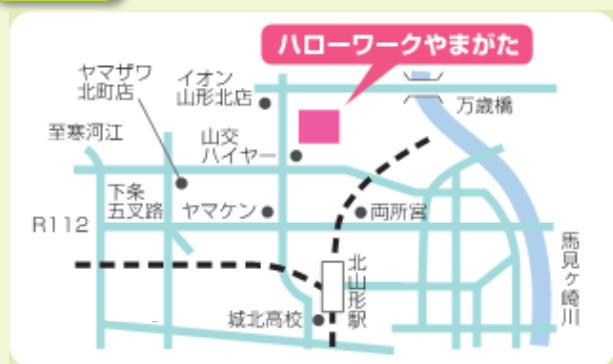 ハローワークやまがた
ヤマザワ
北町店
イオン
山形北店
万歳橋
至寒河江
山交
ハイヤー
下条
五叉路
ヤマケン
両所宮
R112
馬見ヶ崎川
北山形駅
城北高校